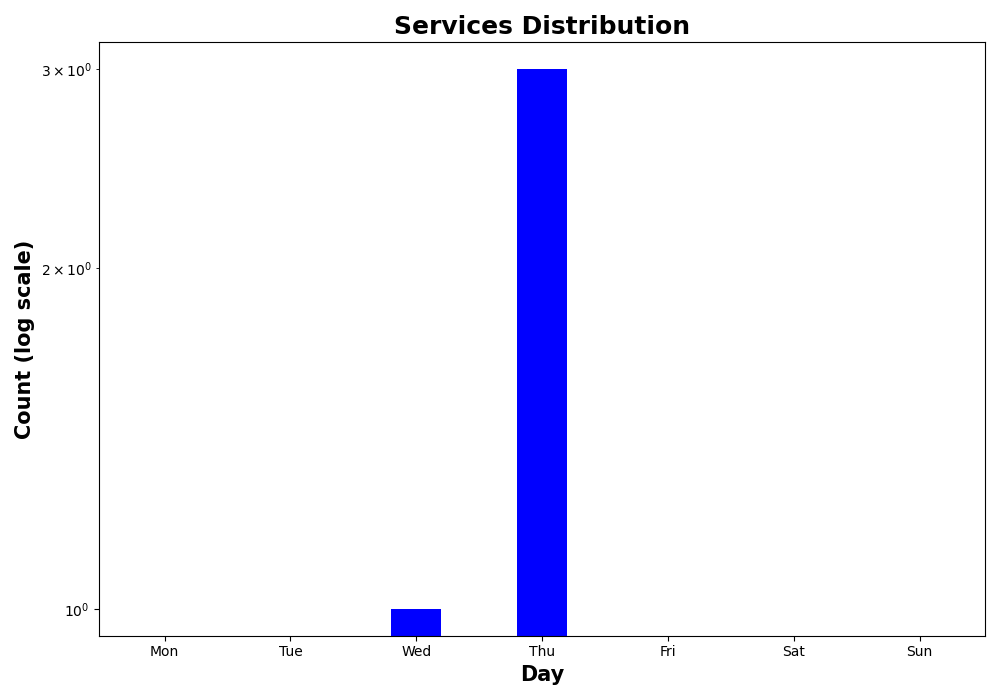 Services Distribution
3 × 10⁰
2 × 10⁰
10⁰
Count (log scale)
Mon Tue Wed Thu Fri Sat Sun
Day